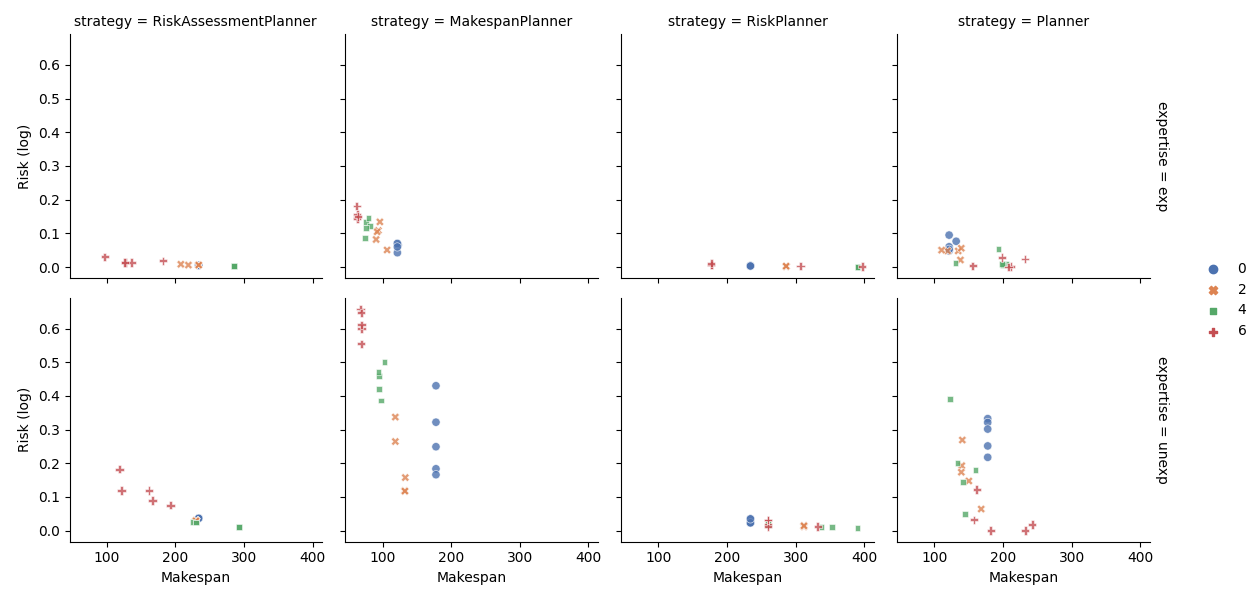 strategy = RiskAssessmentPlanner
strategy = MakespanPlanner
strategy = RiskPlanner
strategy = Planner
0.6
0.5
0.4
0.3
0.2
0.1
0.0
Risk (log)
expertise = exp
0.6
0.5
0.4
0.3
0.2
0.1
0.0
Risk (log)
expertise = unexp
100 200 300 400
100 200 300 400
100 200 300 400
100 200 300 400
Makespan
Makespan
Makespan
Makespan
0
2
4
6